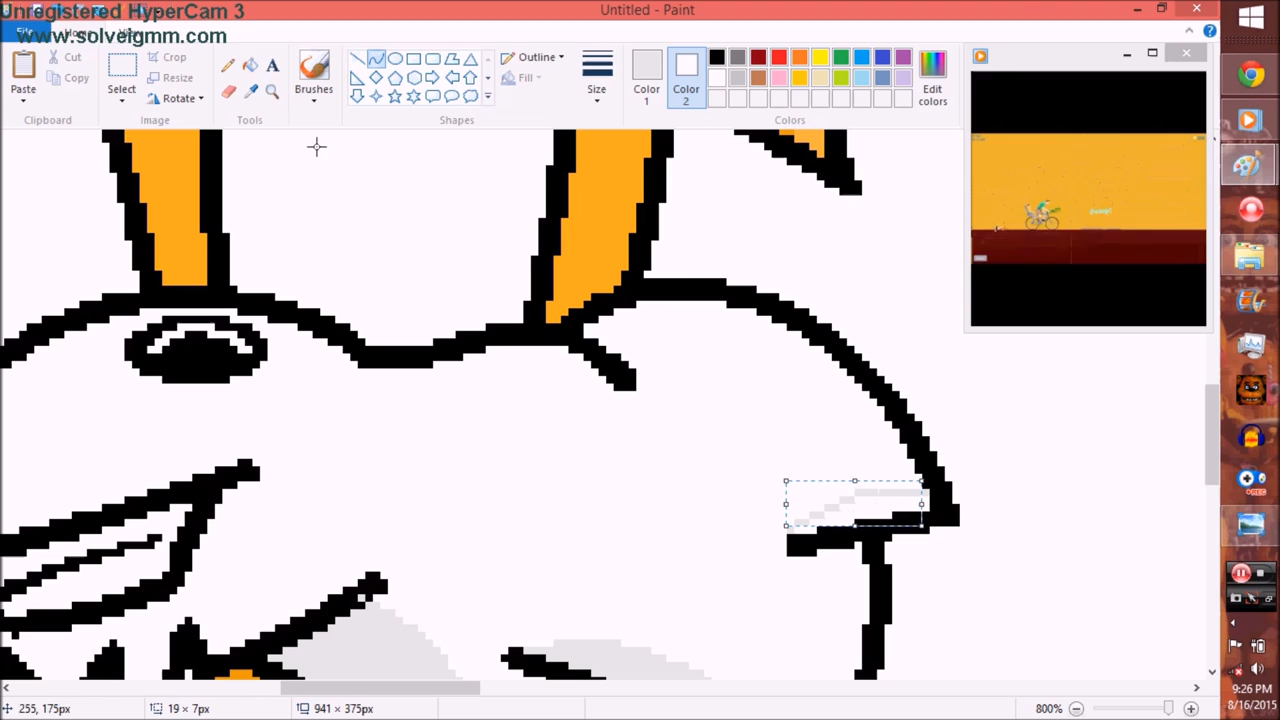 Unregistered HyperCam 3
Untitled - Paint
File
www.solveigmm.com
Paste
Cut
Copy
Clipboard
Select
Crop
Resize
Rotate
Image
Tools
Brushes
Shapes
Outline
Fill
Size
Color 1
Color 2
Edit colors
Colors
REC
255, 175px
19 × 7px
941 × 375px
800%
9:26 PM
8/16/2015